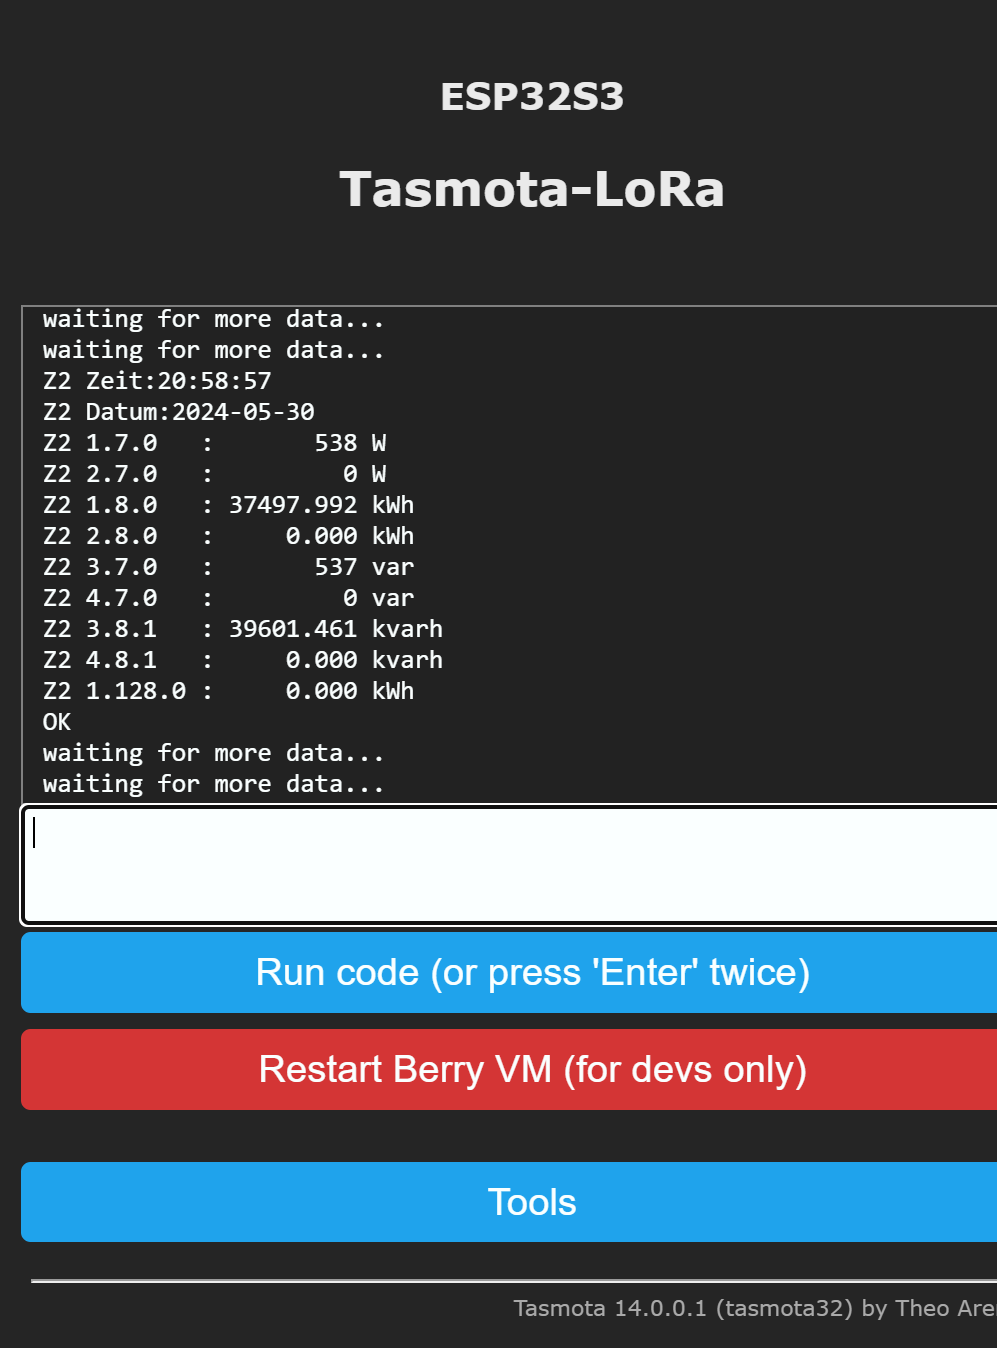 ESP32S3
Tasmota-LoRa
waiting for more data...
waiting for more data...
Z2 Zeit:20:58:57
Z2 Datum:2024-05-30
Z2 1.7.0   :       538 W
Z2 2.7.0   :         0 W
Z2 1.8.0   : 37497.992 kWh
Z2 2.8.0   :     0.000 kWh
Z2 3.7.0   :       537 var
Z2 4.7.0   :         0 var
Z2 3.8.1   : 39601.461 kvarh
Z2 4.8.1   :     0.000 kvarh
Z2 1.128.0 :     0.000 kWh
OK
waiting for more data...
waiting for more data...
Run code (or press 'Enter' twice)
Restart Berry VM (for devs only)
Tools
Tasmota 14.0.0.1 (tasmota32) by Theo Are